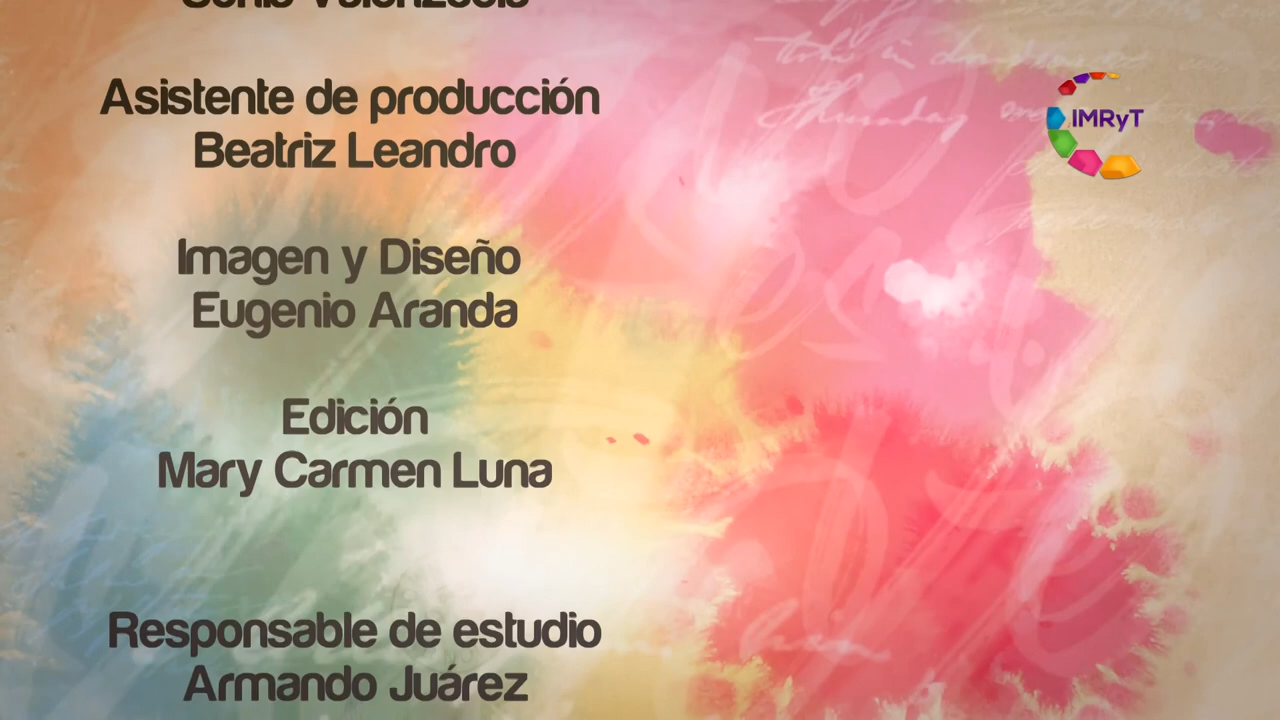 Asistente de producción
Beatriz Leandro
IMRyT
Imagen y Diseño
Eugenio Aranda
Edición
Mary Carmen Luna
Responsable de estudio
Armando Juárez